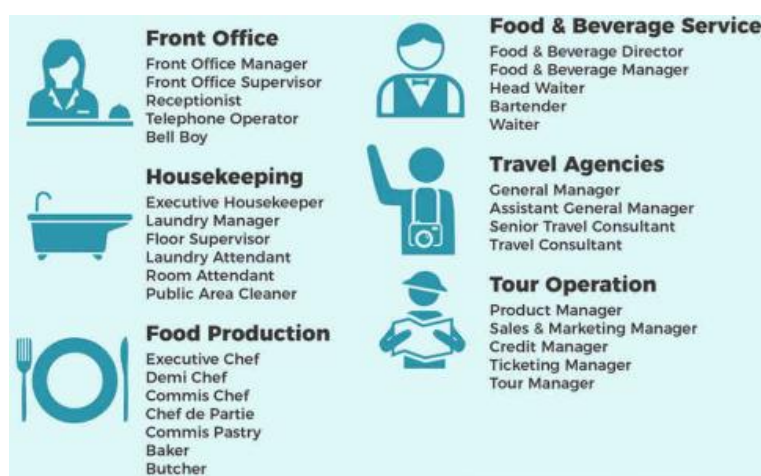 Front Office
Front Office Manager
Front Office Supervisor
Receptionist
Telephone Operator
Bell Boy
Housekeeping
Executive Housekeeper
Laundry Manager
Floor Supervisor
Laundry Attendant
Room Attendant
Public Area Cleaner
Food Production
Executive Chef
Demi Chef
Commis Chef
Chef de Partie
Commis Pastry
Baker
Butcher
Food & Beverage Service
Food & Beverage Director
Food & Beverage Manager
Head Waiter
Bartender
Waiter
Travel Agencies
General Manager
Assistant General Manager
Senior Travel Consultant
Travel Consultant
Tour Operation
Product Manager
Sales & Marketing Manager
Credit Manager
Ticketing Manager
Tour Manager